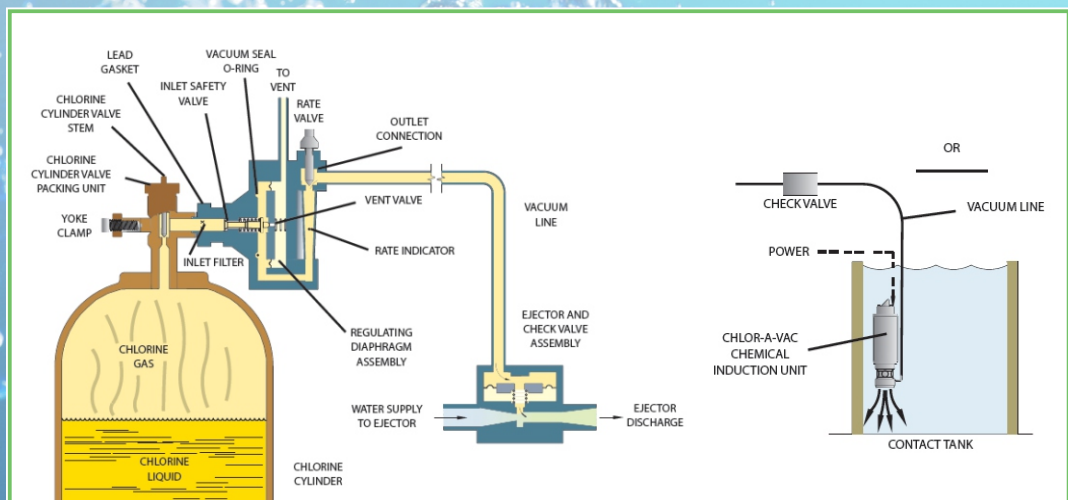 LEAD
GASKET
VACUUM SEAL
O-RING
TO
VENT
INLET SAFETY
VALVE
CHLORINE
CYLINDER VALVE
STEM
RATE
VALVE
OUTLET
CONNECTION
CHLORINE
CYLINDER VALVE
PACKING UNIT
YOKE
CLAMP
INLET FILTER
VENT VALVE
RATE INDICATOR
VACUUM
LINE
REGULATING
DIAPHRAGM
ASSEMBLY
EJECTOR AND
CHECK VALVE
ASSEMBLY
CHLORINE
GAS
WATER SUPPLY
TO EJECTOR
EJECTOR
DISCHARGE
CHLORINE
LIQUID
CHLORINE
CYLINDER
OR
CHECK VALVE
VACUUM LINE
POWER
CHLOR-A-VAC
CHEMICAL
INDUCTION UNIT
CONTACT TANK